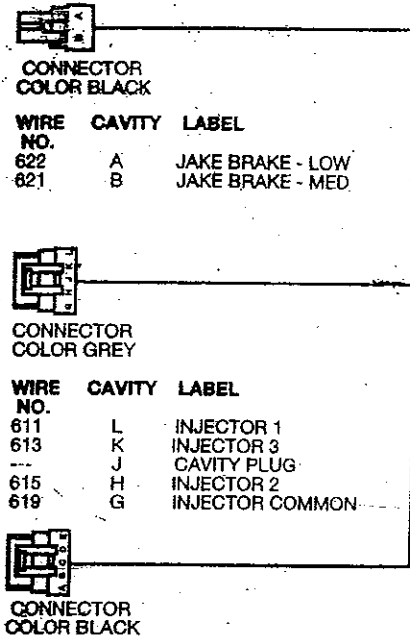 A
B
CONNECTOR
COLOR BLACK
WIRE NO. CAVITY LABEL
622 A JAKE BRAKE - LOW
621 B JAKE BRAKE - MED
G H J K L
CONNECTOR
COLOR GREY
WIRE NO. CAVITY LABEL
611 L INJECTOR 1
613 K INJECTOR 3
--- J CAVITY PLUG
615 H INJECTOR 2
619 G INJECTOR COMMON
A B C D E
CONNECTOR
COLOR BLACK